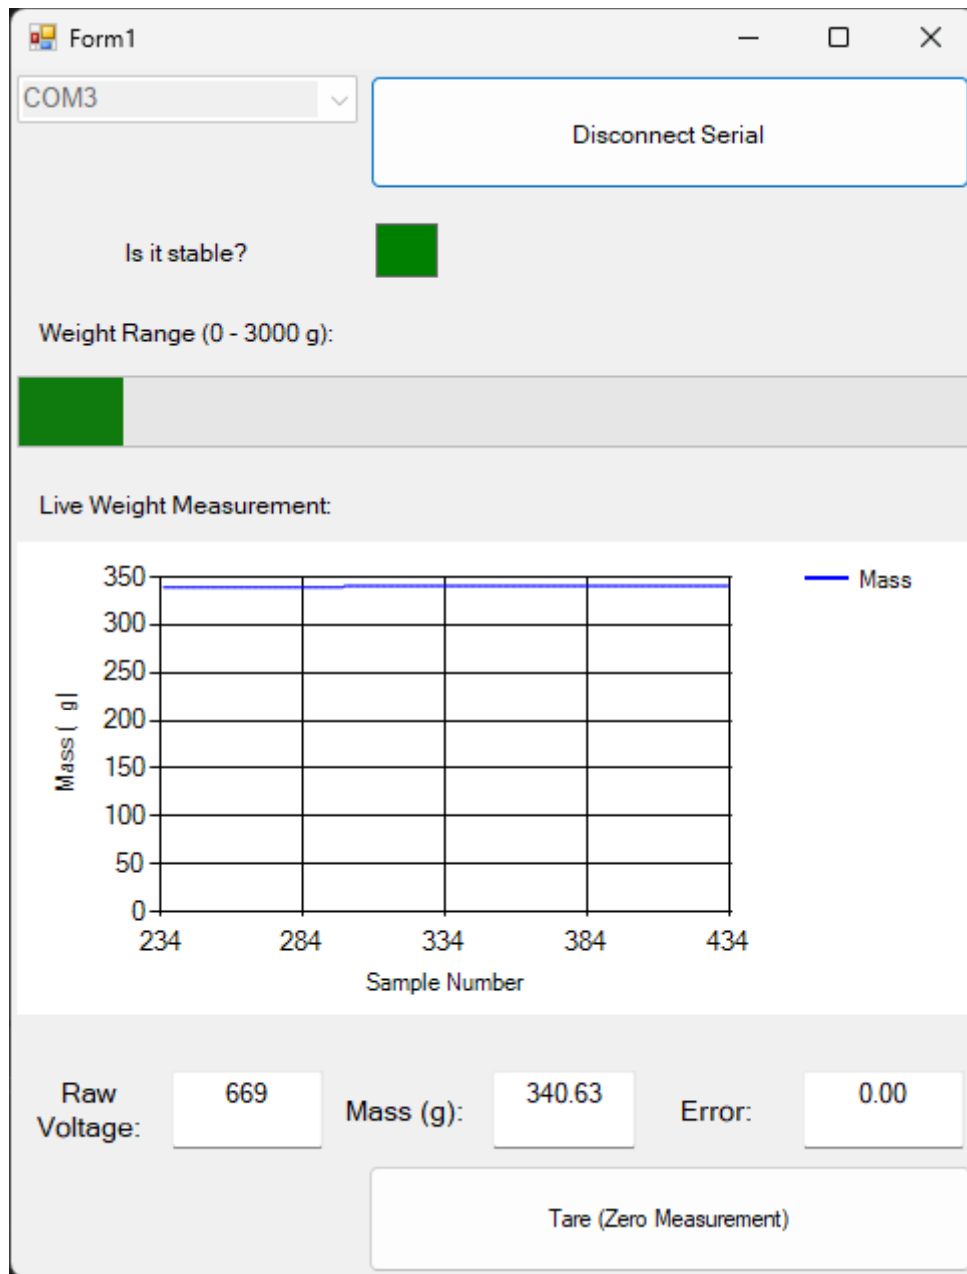 Form1
COM3
Disconnect Serial
Is it stable?
Weight Range (0 - 3000 g):
Live Weight Measurement:
350
300
250
200
150
100
50
0
Mass ( g)
Mass
234 284 334 384 434
Sample Number
Raw Voltage:
669
Mass (g):
340.63
Error:
0.00
Tare (Zero Measurement)